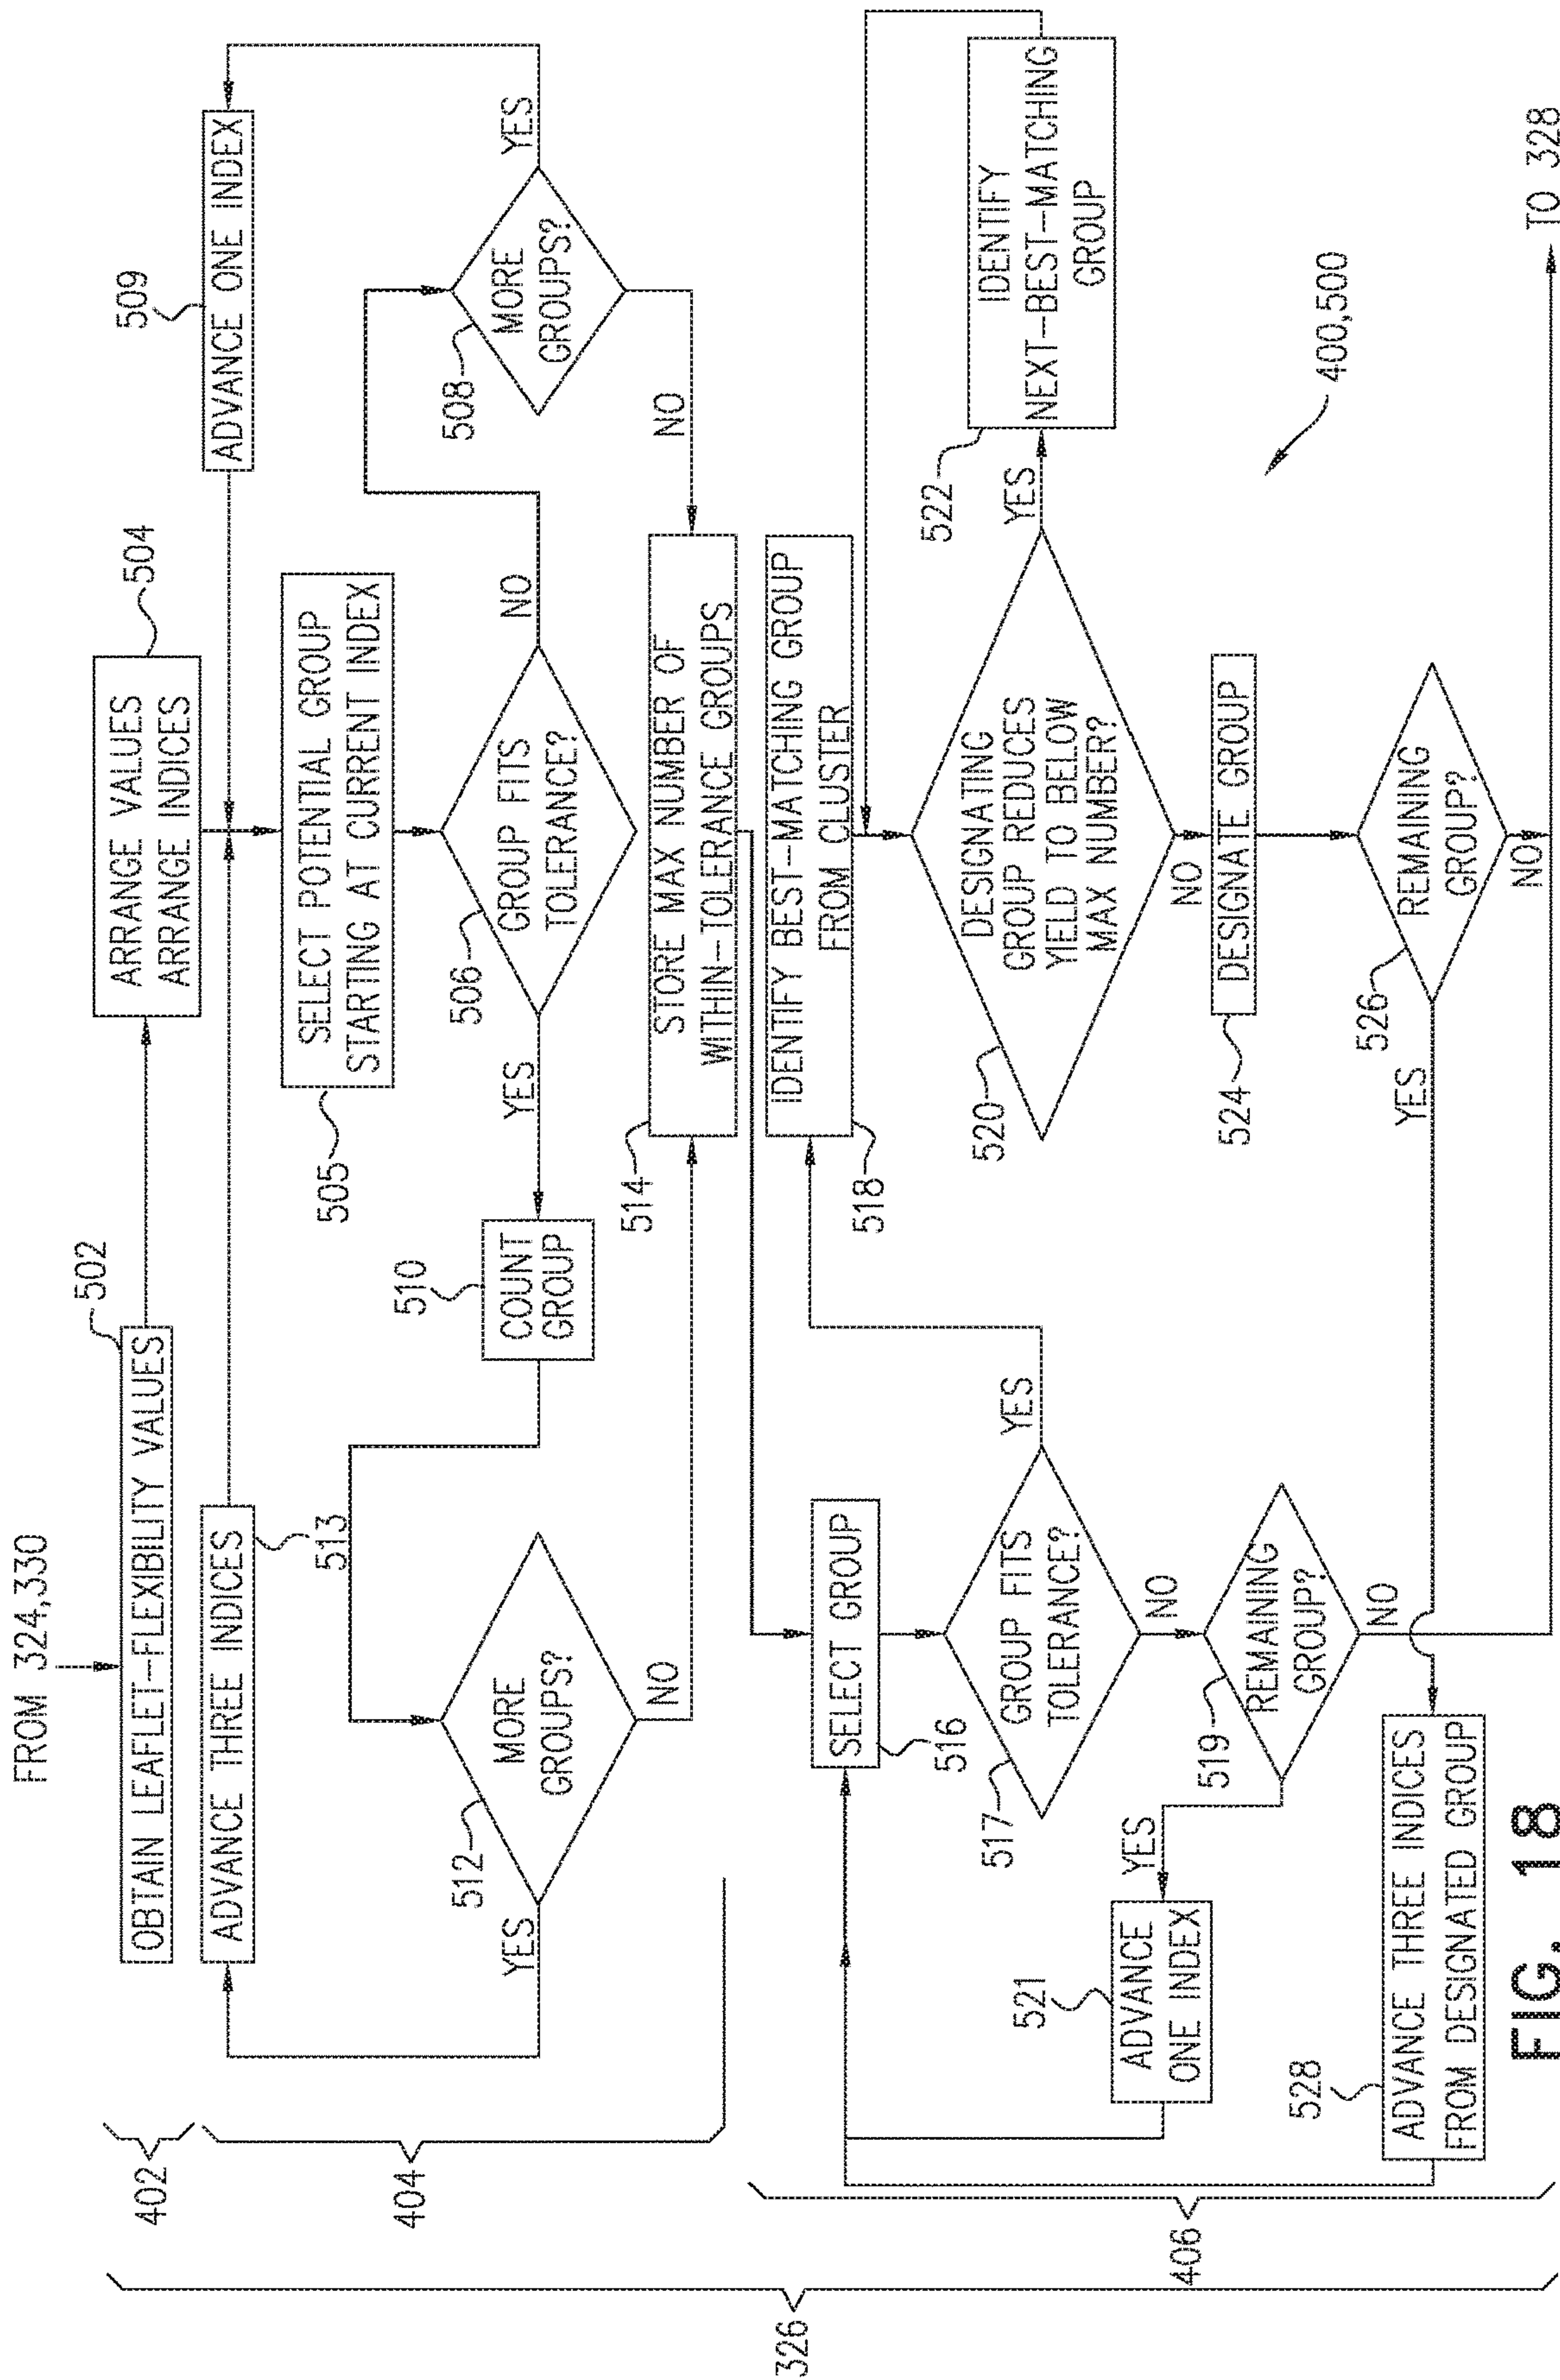 FROM 324,330
502
OBTAIN LEAFLET-FLEXIBILITY VALUES
504
ARRANGE VALUES
ARRANGE INDICES
509
ADVANCE ONE INDEX
ADVANCE THREE INDICES
513
505
SELECT POTENTIAL GROUP
STARTING AT CURRENT INDEX
506
GROUP FITS
TOLERANCE?
YES
NO
510
COUNT
GROUP
508
MORE
GROUPS?
YES
NO
512
MORE
GROUPS?
YES
NO
514
STORE MAX NUMBER OF
WITHIN-TOLERANCE GROUPS
402
404
SELECT GROUP
516
518
IDENTIFY BEST-MATCHING GROUP
FROM CLUSTER
517
GROUP FITS
TOLERANCE?
YES
NO
519
REMAINING
GROUP?
YES
NO
521
ADVANCE
ONE INDEX
520
DESIGNATING
GROUP REDUCES
YIELD TO BELOW
MAX NUMBER?
YES
NO
522
IDENTIFY
NEXT-BEST-MATCHING
GROUP
524
DESIGNATE GROUP
526
REMAINING
GROUP?
YES
NO
528
ADVANCE THREE INDICES
FROM DESIGNATED GROUP
400,500
406
326
TO 328
FIG. 18